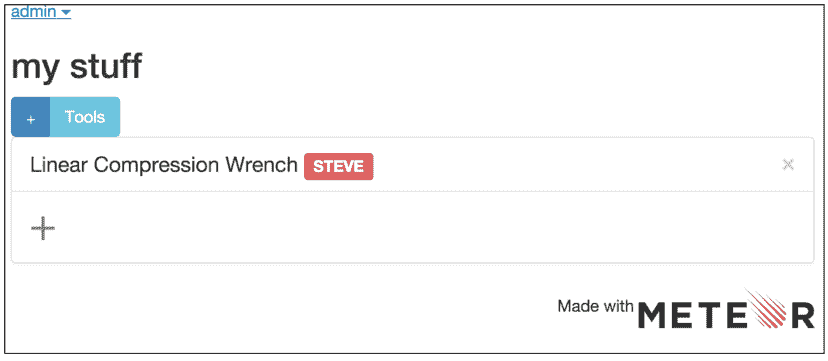 admin
my stuff
+ Tools
Linear Compression Wrench STEVE ×
+
Made with METEOR